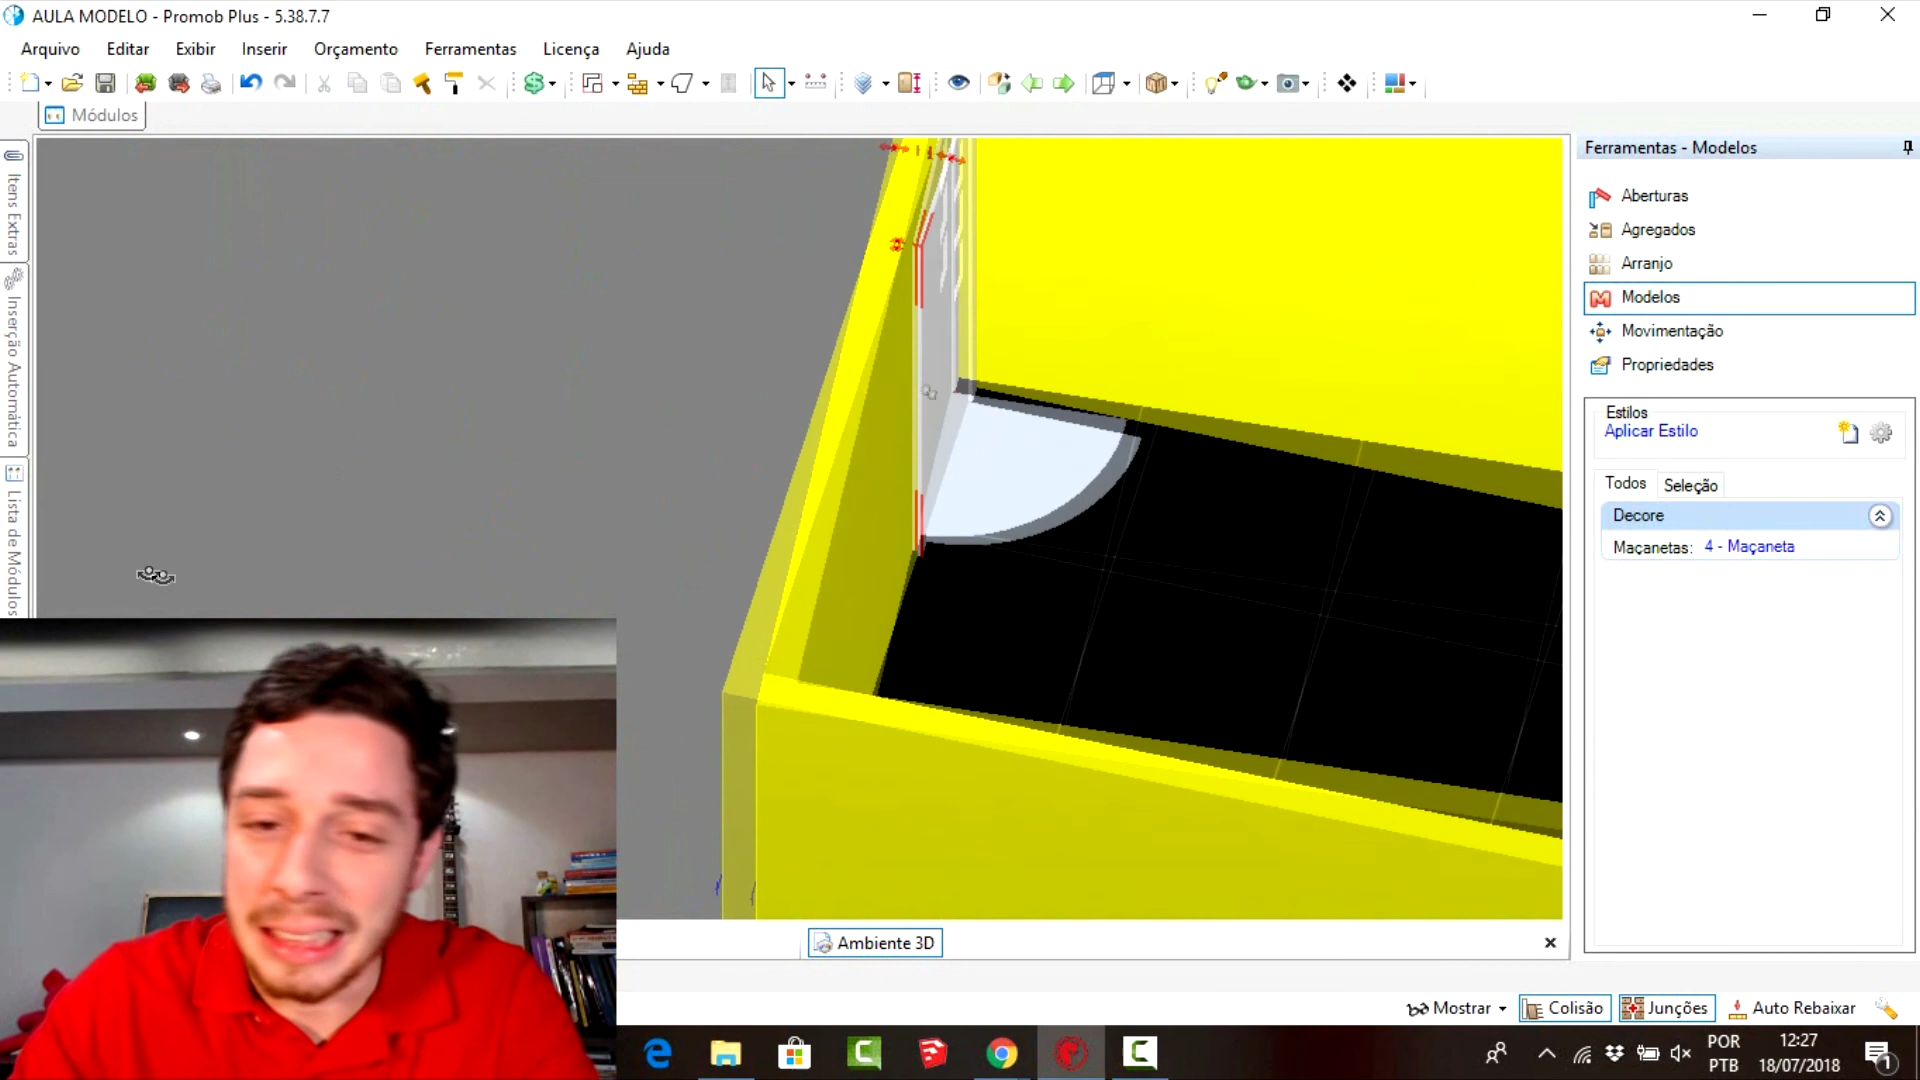 AULA MODELO - Promob Plus - 5.38.7.7
Arquivo Editar Exibir Inserir Orçamento Ferramentas Licença Ajuda
Módulos
Itens Extras
Inserção Automática
Lista de Módulos
Ferramentas - Modelos
Aberturas
Agregados
Arranjo
Modelos
Movimentação
Propriedades
Estilos
Aplicar Estilo
Todos Seleção
Decore
Maçanetas: 4 - Maçaneta
Ambiente 3D
Mostrar Colisão Junções Auto Rebaixar
POR 12:27
PTB 18/07/2018
1